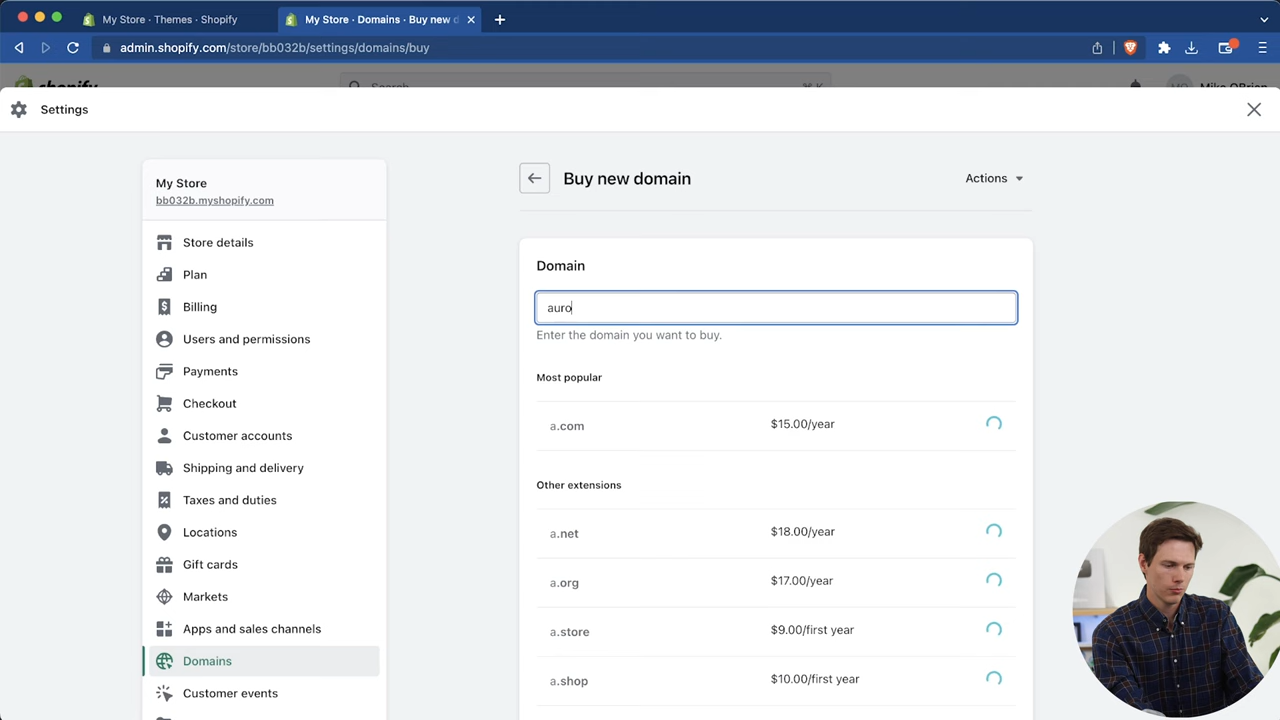 My Store · Themes · Shopify
My Store · Domains · Buy new d
admin.shopify.com/store/bb032b/settings/domains/buy
shopify
Search
Mike OBrien
Settings
My Store
bb032b.myshopify.com
Store details
Plan
Billing
Users and permissions
Payments
Checkout
Customer accounts
Shipping and delivery
Taxes and duties
Locations
Gift cards
Markets
Apps and sales channels
Domains
Customer events
Buy new domain
Actions
Domain
auro
Enter the domain you want to buy.
Most popular
a.com $15.00/year
Other extensions
a.net $18.00/year
a.org $17.00/year
a.store $9.00/first year
a.shop $10.00/first year